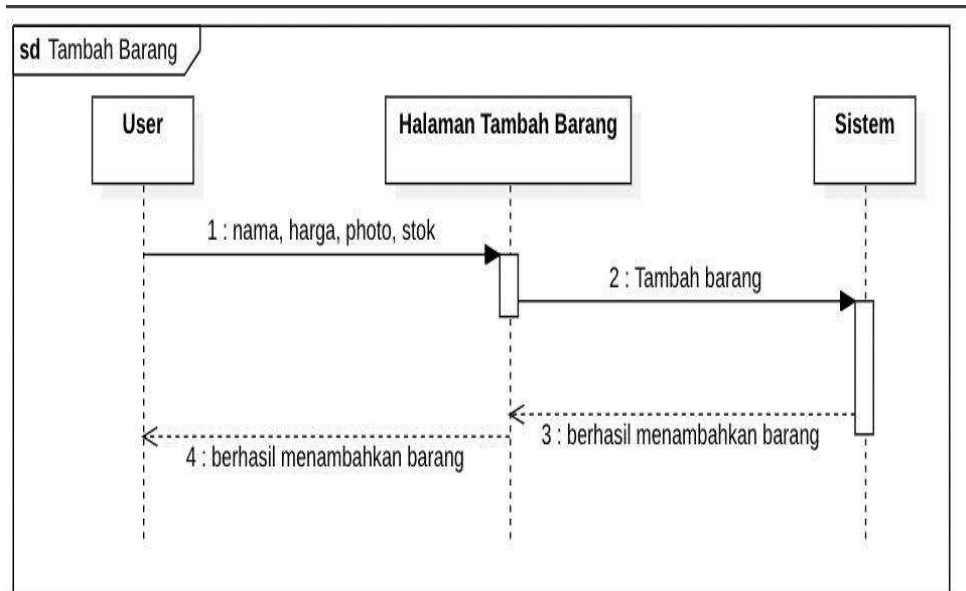 sd Tambah Barang
User
Halaman Tambah Barang
Sistem
1 : nama, harga, photo, stok
2 : Tambah barang
3 : berhasil menambahkan barang
4 : berhasil menambahkan barang